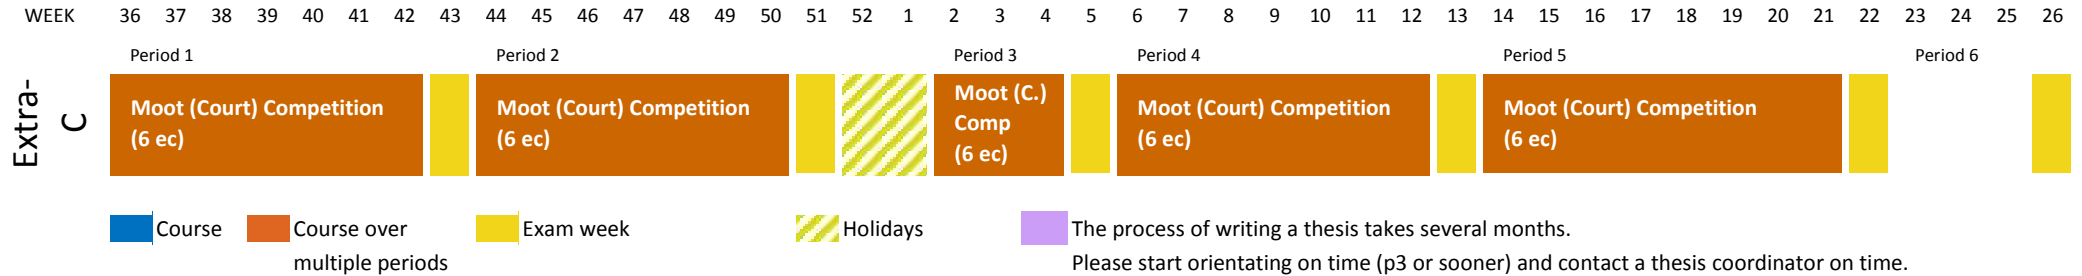 WEEK 36 37 38 39 40 41 42 43 44 45 46 47 48 49 50 51 52 1 2 3 4 5 6 7 8 9 10 11 12 13 14 15 16 17 18 19 20 21 22 23 24 25 26
Period 1 Period 2 Period 3 Period 4 Period 5 Period 6
Extra-
C
Moot (Court) Competition
(6 ec)
Moot (Court) Competition
(6 ec)
Moot (C.)
Comp
(6 ec)
Moot (Court) Competition
(6 ec)
Moot (Court) Competition
(6 ec)
Course
Course over
multiple periods
Exam week
Holidays
The process of writing a thesis takes several months.
Please start orientating on time (p3 or sooner) and contact a thesis coordinator on time.